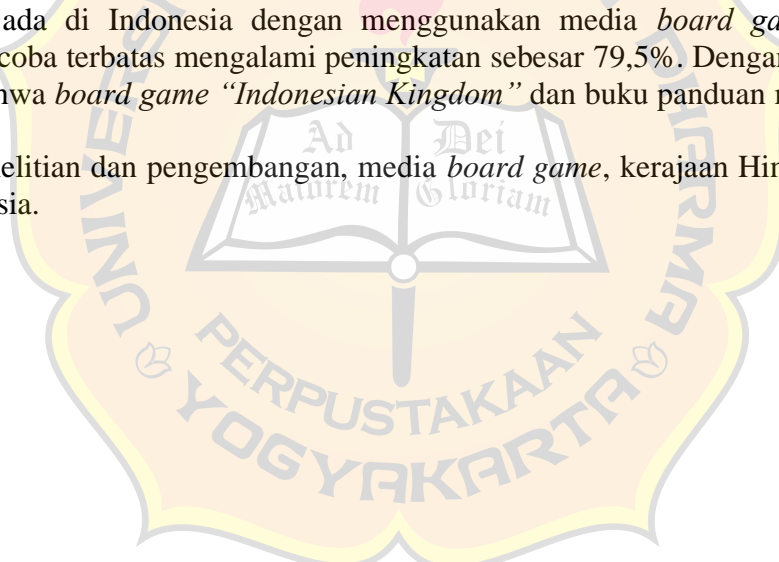 ada di Indonesia dengan menggunakan media board ga
coba terbatas mengalami peningkatan sebesar 79,5%. Dengan
hwa board game “Indonesian Kingdom” dan buku panduan
elitian dan pengembangan, media board game, kerajaan Hin
sia.
Ad Dei
Maiorem Gloriam
PERPUSTAKAAN
YOGYAKARTA